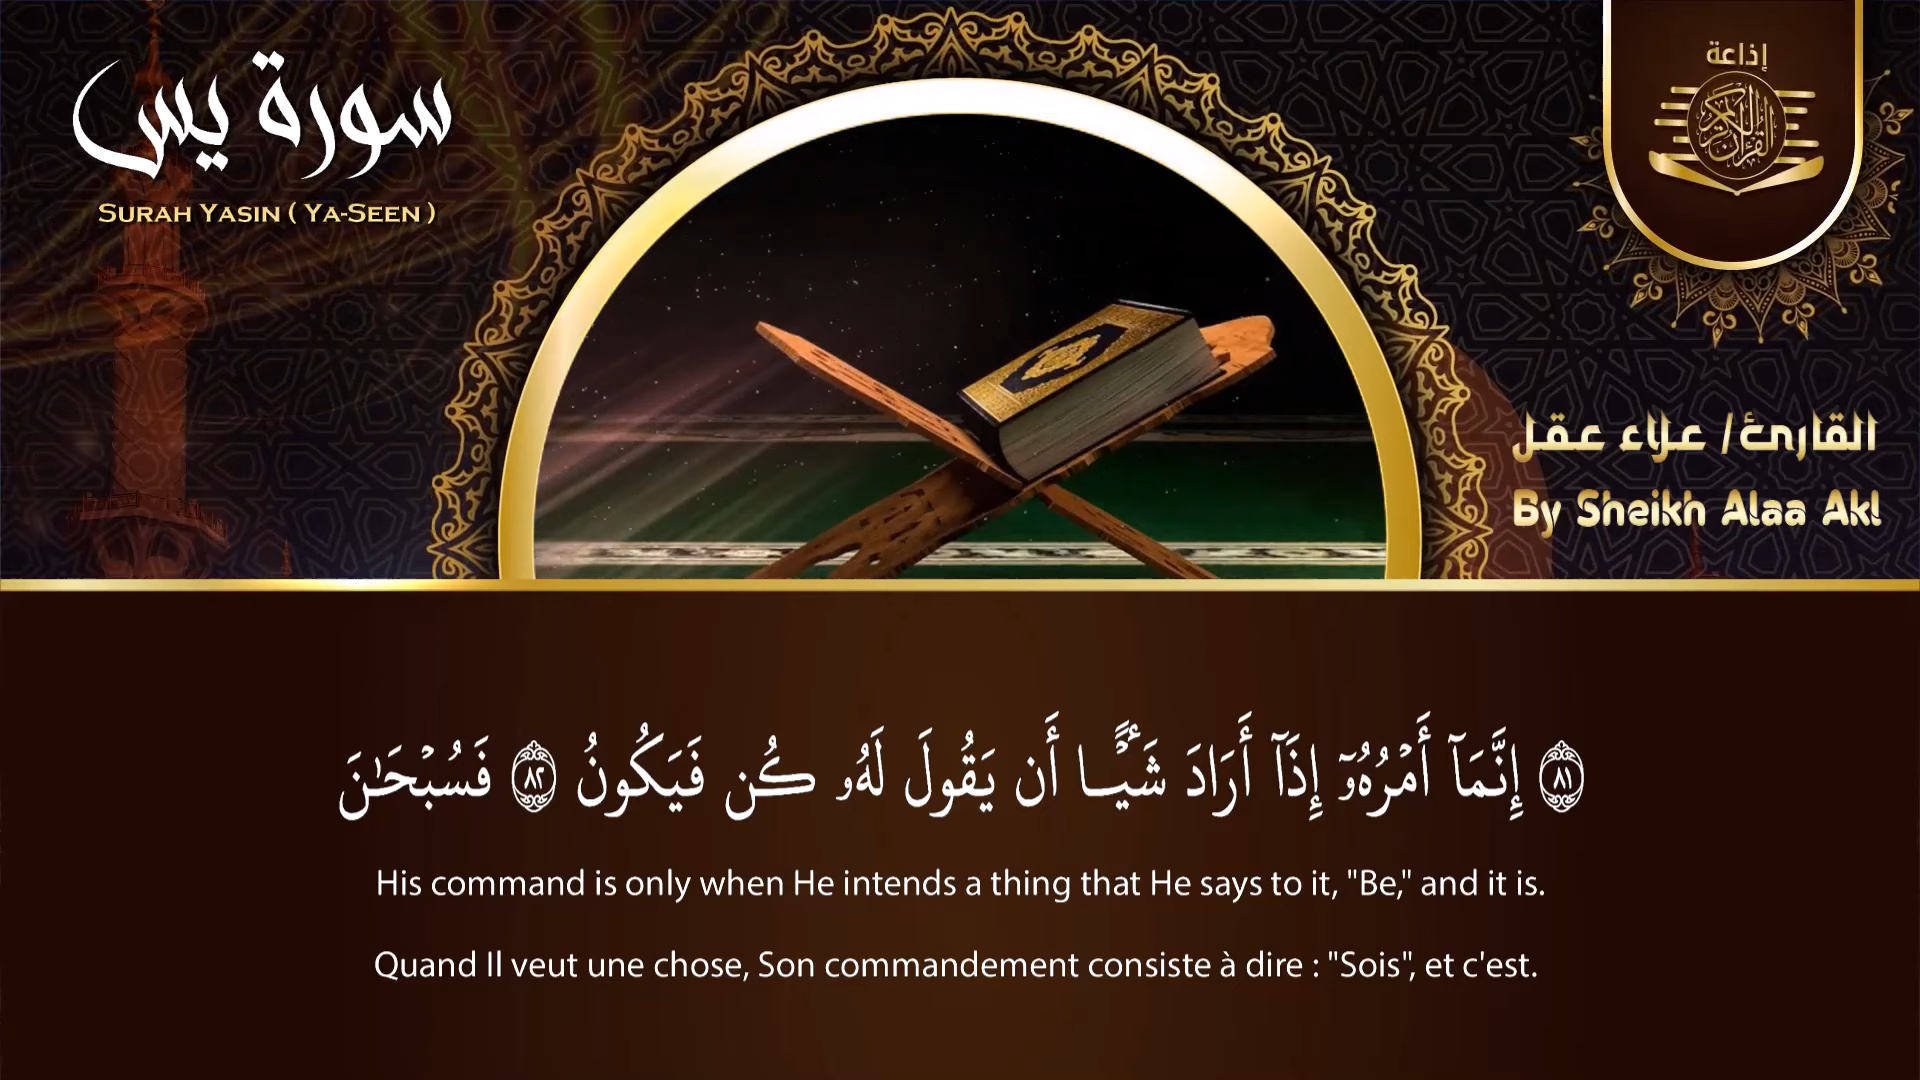 سورة يس
SURAH YASIN ( YA-SEEN )
إذاعة
القرآن الكريم
القارئ/ علاء عقل
By Sheikh Alaa Akl
۝٨١ إِنَّمَآ أَمْرُهُۥٓ إِذَآ أَرَادَ شَيْـًٔا أَن يَقُولَ لَهُۥ كُن فَيَكُونُ ۝٨٢ فَسُبْحَـٰنَ
His command is only when He intends a thing that He says to it, "Be," and it is.
Quand Il veut une chose, Son commandement consiste à dire : "Sois", et c'est.